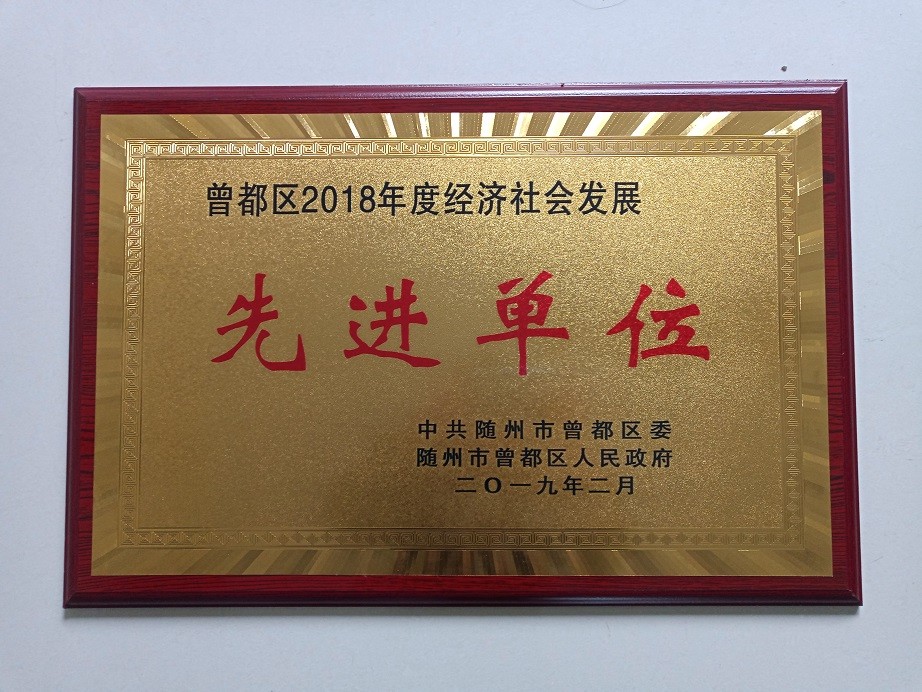 曾都区2018年度经济社会发展
先进单位
中共随州市曾都区委
随州市曾都区人民政府
二〇一九年二月